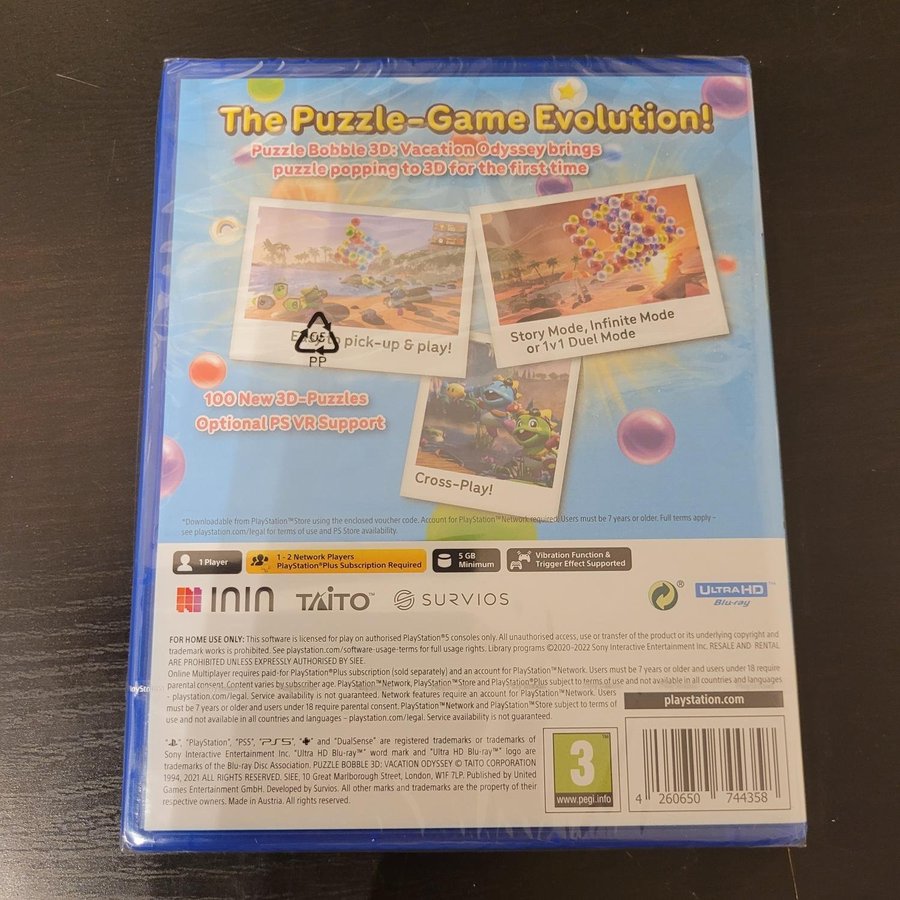 The Puzzle-Game Evolution!
Puzzle Bobble 3D: Vacation Odyssey brings
puzzle popping to 3D for the first time
to pick-up & play!
05
PP
Story Mode, Infinite Mode
or 1v1 Duel Mode
100 New 3D-Puzzles
Optional PS VR Support
Cross-Play!
*Downloadable from PlayStation™Store using the enclosed voucher code. Account for PlayStation™Network required. Users must be 7 years or older. Full terms apply –
see playstation.com/legal for terms of use and PS Store availability.
1 Player
1 - 2 Network Players
PlayStation®Plus Subscription Required
5 GB
Minimum
Vibration Function &
Trigger Effect Supported
ININ
TAITO™
SURVIOS
®
ULTRA HD™
Blu-ray
FOR HOME USE ONLY: This software is licensed for play on authorised PlayStation®5 consoles only. All unauthorised access, use or transfer of the product or its underlying copyright and
trademark works is prohibited. See playstation.com/software-usage-terms for full usage rights. Library programs ©2020–2022 Sony Interactive Entertainment Inc. RESALE AND RENTAL
ARE PROHIBITED UNLESS EXPRESSLY AUTHORISED BY SIEE.
Online Multiplayer requires paid-for PlayStation®Plus subscription (sold separately) and an account for PlayStation™Network. Users must be 7 years or older and users under 18 require
parental consent. Content varies by subscriber age. PlayStation™Network, PlayStation™Store and PlayStation®Plus subject to terms of use and not available in all countries and languages
- playstation.com/legal. Service availability is not guaranteed. Network features require an account for PlayStation™Network. Users
must be 7 years or older and users under 18 require parental consent. PlayStation™Network and PlayStation™Store subject to terms of
use and not available in all countries and languages – playstation.com/legal. Service availability is not guaranteed.
playstation.com
" ", "PlayStation", "PS5", "PS5", " " and "DualSense" are registered trademarks or trademarks of
Sony Interactive Entertainment Inc. "Ultra HD Blu-ray™" word mark and "Ultra HD Blu-ray™" logo are
trademarks of the Blu-ray Disc Association. PUZZLE BOBBLE 3D: VACATION ODYSSEY © TAITO CORPORATION
1994, 2021 ALL RIGHTS RESERVED. SIEE, 10 Great Marlborough Street, London, W1F 7LP. Published by United
Games Entertainment GmbH. Developed by Survios. All other marks and trademarks are the property of their
respective owners. Made in Austria. All rights reserved.
3™
www.pegi.info
4 260650 744358